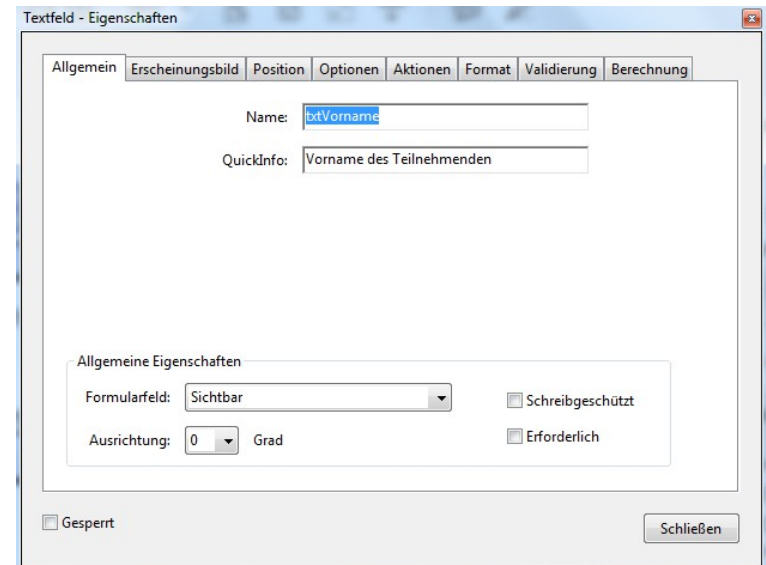 Textfeld - Eigenschaften
Allgemein Erscheinungsbild Position Optionen Aktionen Format Validierung Berechnung
Name: txtVorname
QuickInfo: Vorname des Teilnehmenden
Allgemeine Eigenschaften
Formularfeld: Sichtbar Schreibgeschützt
Ausrichtung: 0 Grad Erforderlich
Gesperrt Schließen